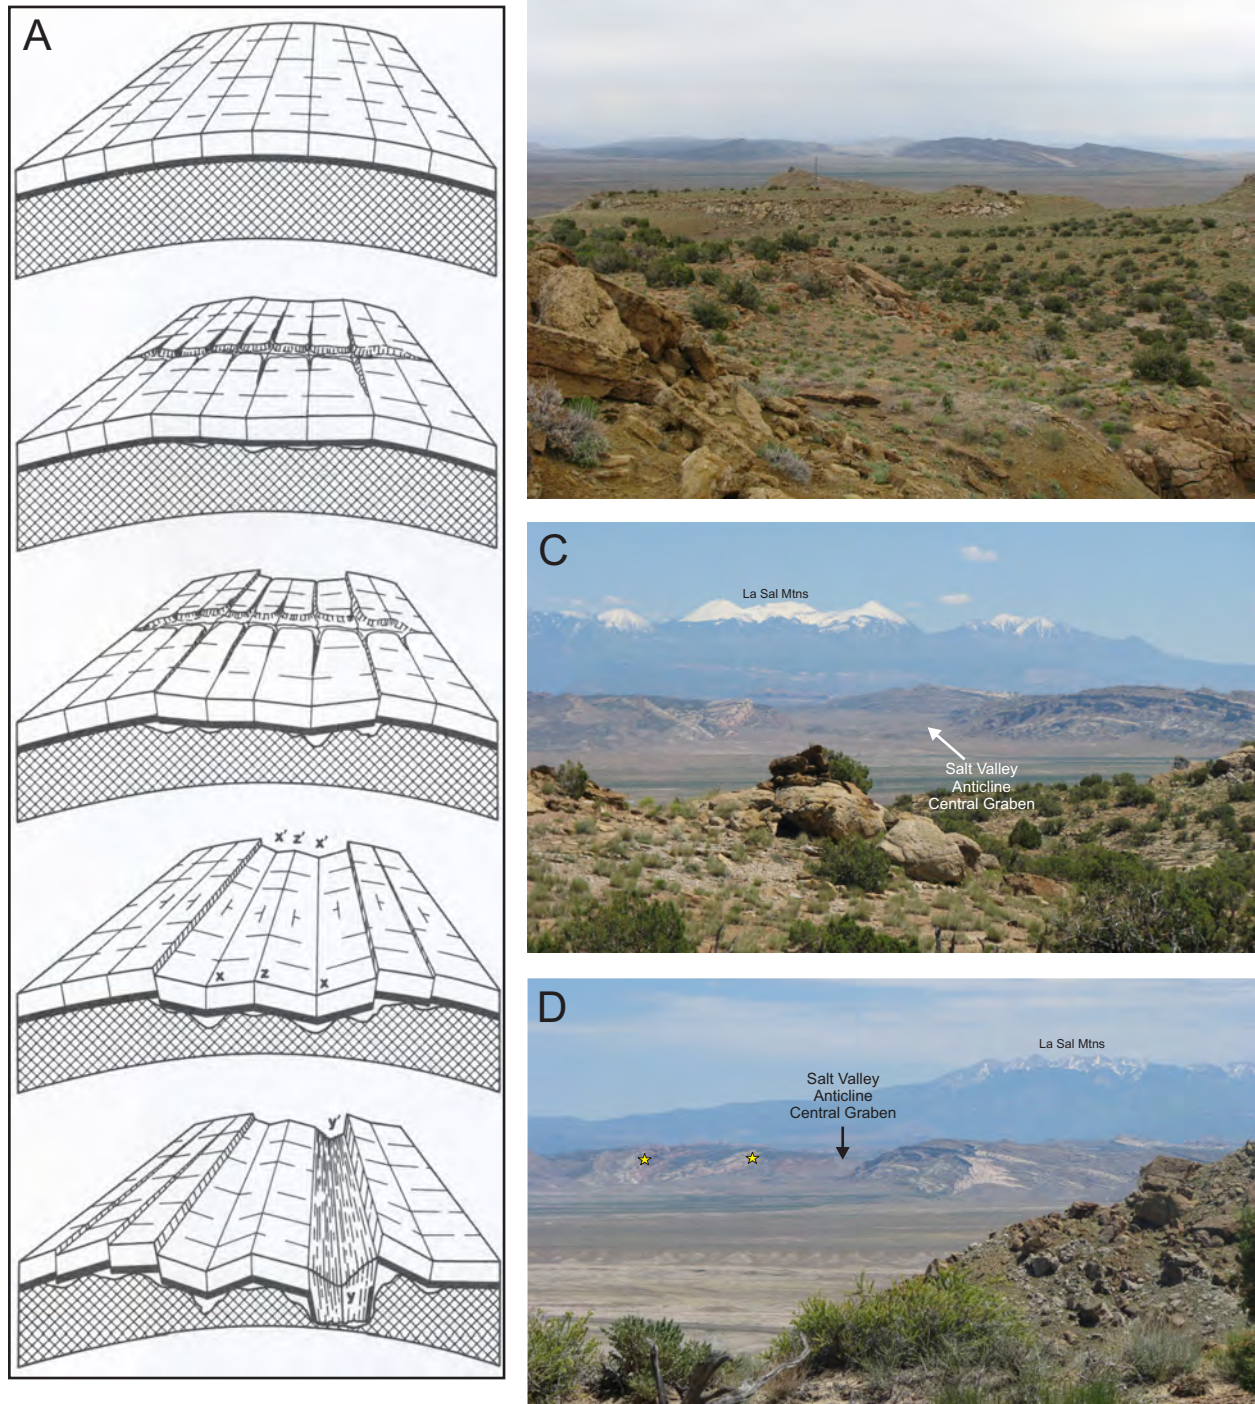 A
x' z' x'
x z x
y'
y
C
La Sal Mtns
Salt Valley
Anticline
Central Graben
D
La Sal Mtns
Salt Valley
Anticline
Central Graben